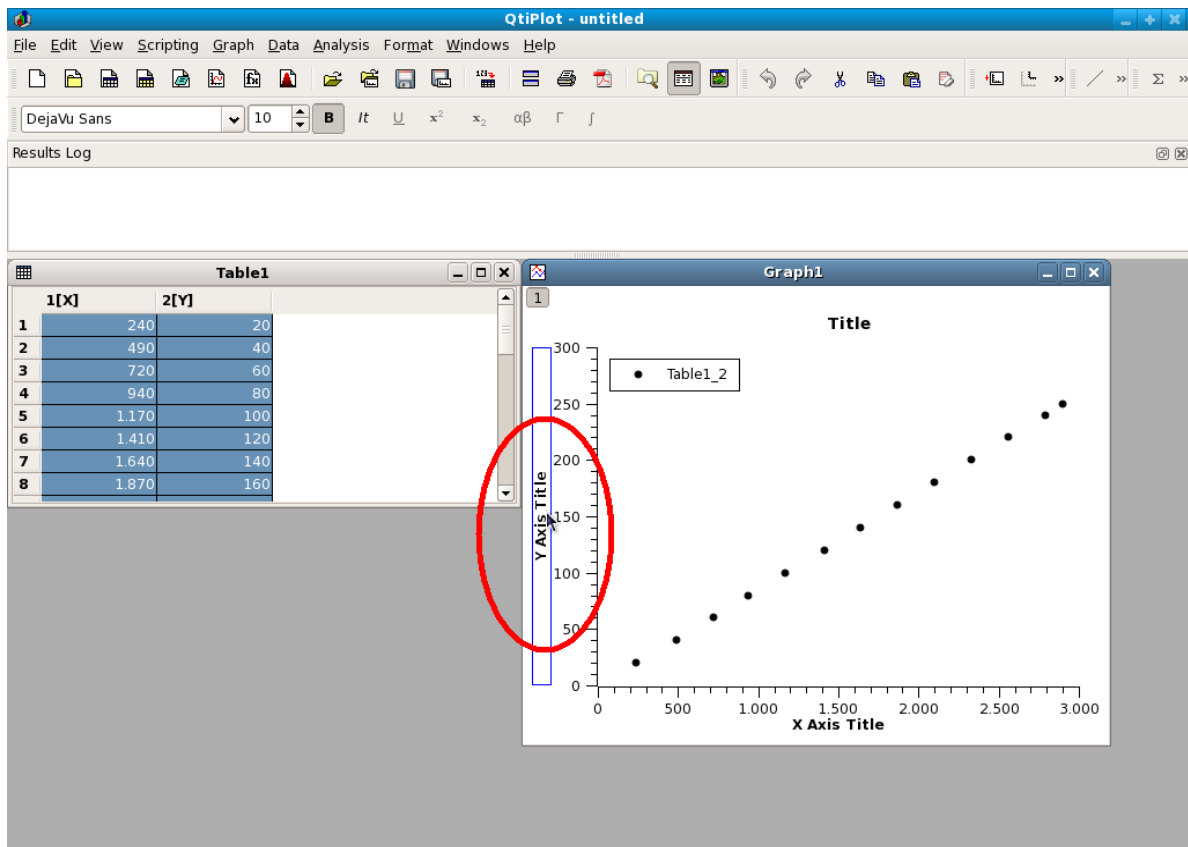 QtiPlot - untitled
File Edit View Scripting Graph Data Analysis Format Windows Help
DejaVu Sans 10 B It U x² x₂ αβ Γ ∫
Results Log
Table1
1[X] 2[Y]
1 240 20
2 490 40
3 720 60
4 940 80
5 1.170 100
6 1.410 120
7 1.640 140
8 1.870 160
Graph1
1
Title
Table1_2
Y Axis Title
300
250
200
150
100
50
0
0 500 1.000 1.500 2.000 2.500 3.000
X Axis Title